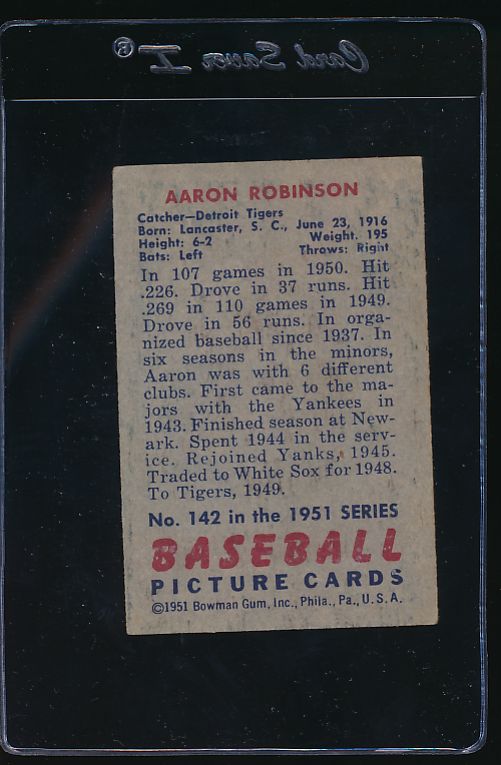 Card Saver I®
AARON ROBINSON
Catcher—Detroit Tigers
Born: Lancaster, S. C., June 23, 1916
Height: 6-2 Weight. 195
Bats: Left Throws: Right
In 107 games in 1950. Hit
.226. Drove in 37 runs. Hit
.269 in 110 games in 1949.
Drove in 56 runs. In orga-
nized baseball since 1937. In
six seasons in the minors,
Aaron was with 6 different
clubs. First came to the ma-
jors with the Yankees in
1943. Finished season at New-
ark. Spent 1944 in the serv-
ice. Rejoined Yanks, 1945.
Traded to White Sox for 1948.
To Tigers, 1949.
No. 142 in the 1951 SERIES
BASEBALL
PICTURE CARDS
©1951 Bowman Gum, Inc., Phila., Pa., U. S. A.